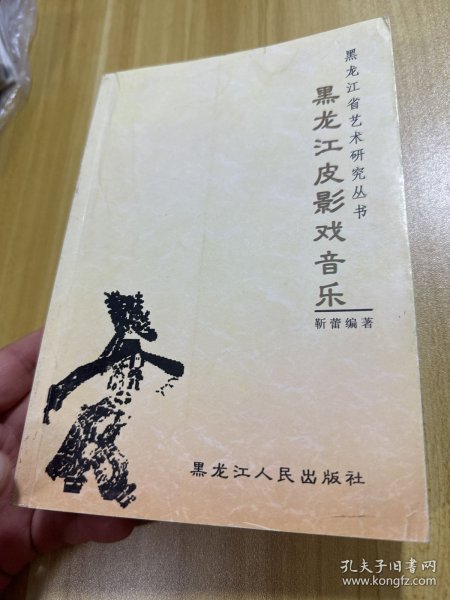 黑龙江省艺术研究丛书
黑龙江皮影戏音乐
靳蕾编著
黑龙江人民出版社
孔夫子旧书网
www.kongfz.com